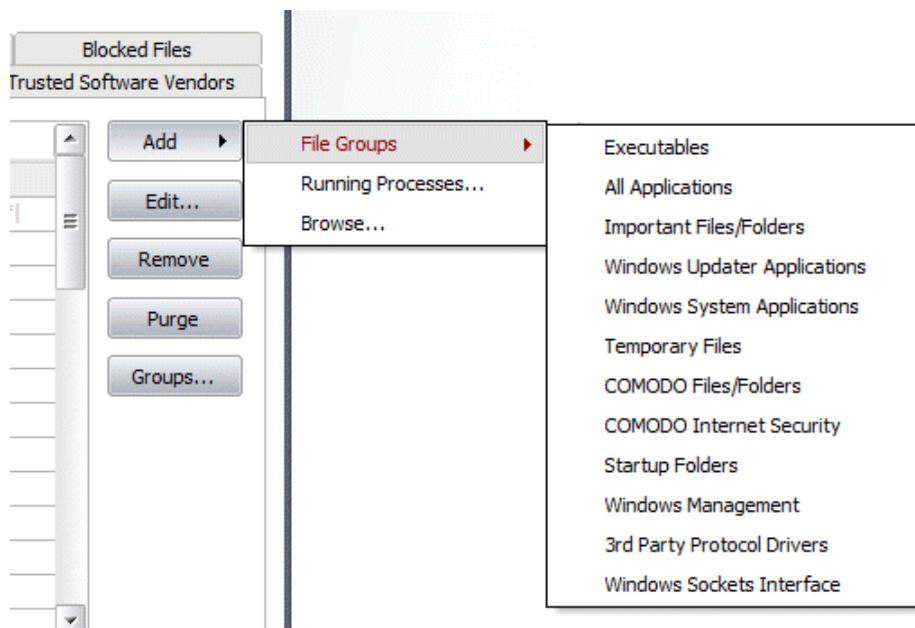 Blocked Files
Trusted Software Vendors
Add
Edit...
Remove
Purge
Groups...
File Groups
Running Processes...
Browse...
Executables
All Applications
Important Files/Folders
Windows Updater Applications
Windows System Applications
Temporary Files
COMODO Files/Folders
COMODO Internet Security
Startup Folders
Windows Management
3rd Party Protocol Drivers
Windows Sockets Interface